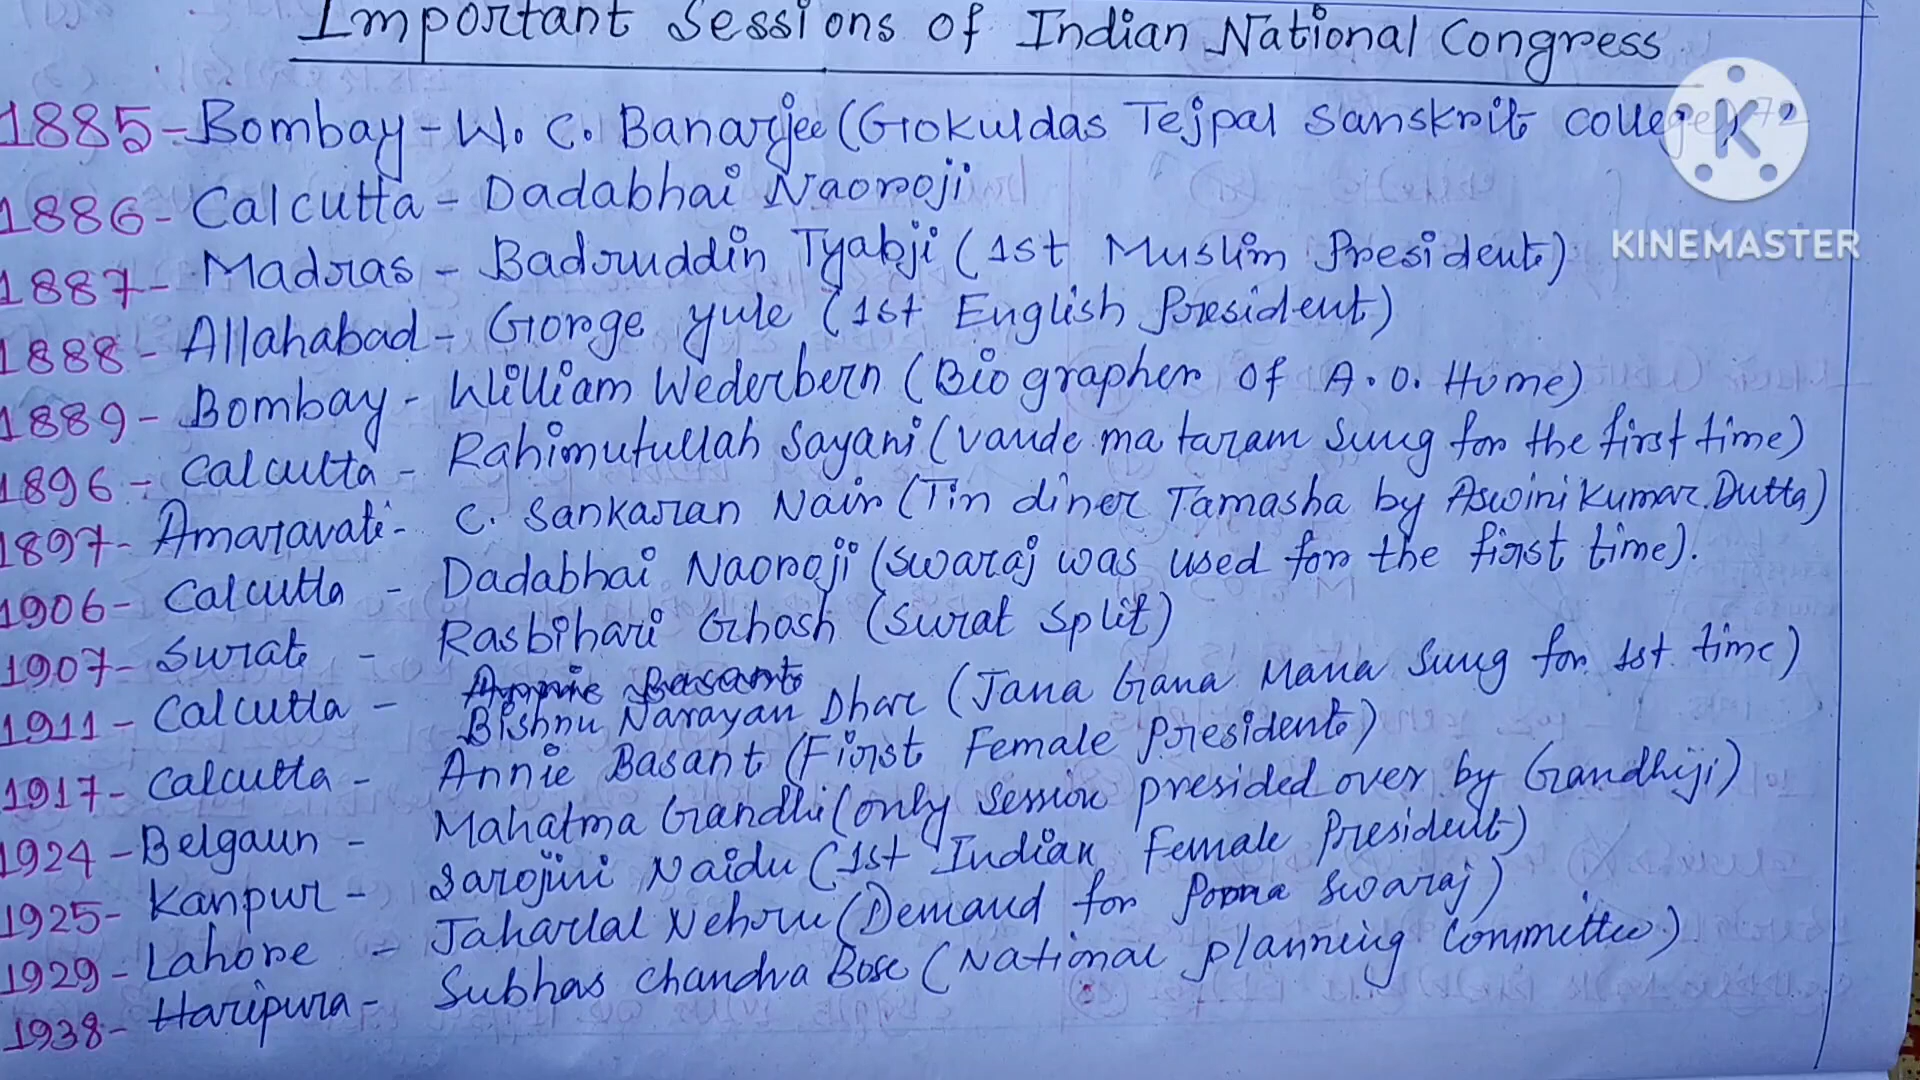 Important Sessions of Indian National Congress
1885 - Bombay - W. C. Banarjee (Gokuldas Tejpal Sanskrit college) 72
1886 - Calcutta - Dadabhai Naoroji
1887 - Madras - Badruddin Tyabji (1st Muslim President)
1888 - Allahabad - Gorge yule (1st English President)
1889 - Bombay - William Wederbern (Biographer of A.O. Hume)
1896 - Calcutta - Rahimutullah Sayani (Vande mataram sung for the first time)
1897 - Amaravati - C. Sankaran Nair (Tin diner Tamasha by Aswini Kumar Dutta)
1906 - Calcutta - Dadabhai Naoroji (Swaraj was used for the first time).
1907 - Surat - Rasbihari Ghosh (Surat Split)
Annie Basant
1911 - Calcutta - Bishnu Narayan Dhar (Jana Gana Mana Sung for 1st time)
1917 - Calcutta - Annie Basant (First Female President)
1924 - Belgaun - Mahatma Gandhi (only session presided over by Gandhiji)
1925 - Kanpur - Sarojini Naidu (1st Indian Female President)
1929 - Lahore - Jaharlal Nehru (Demand for Swaraj)
1938 - Haripura - Subhas Chandra Bose (National planning Committee)
KINEMASTER